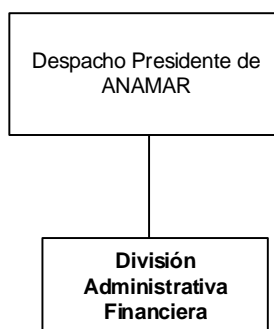 Despacho Presidente de
ANAMAR
División
Administrativa
Financiera